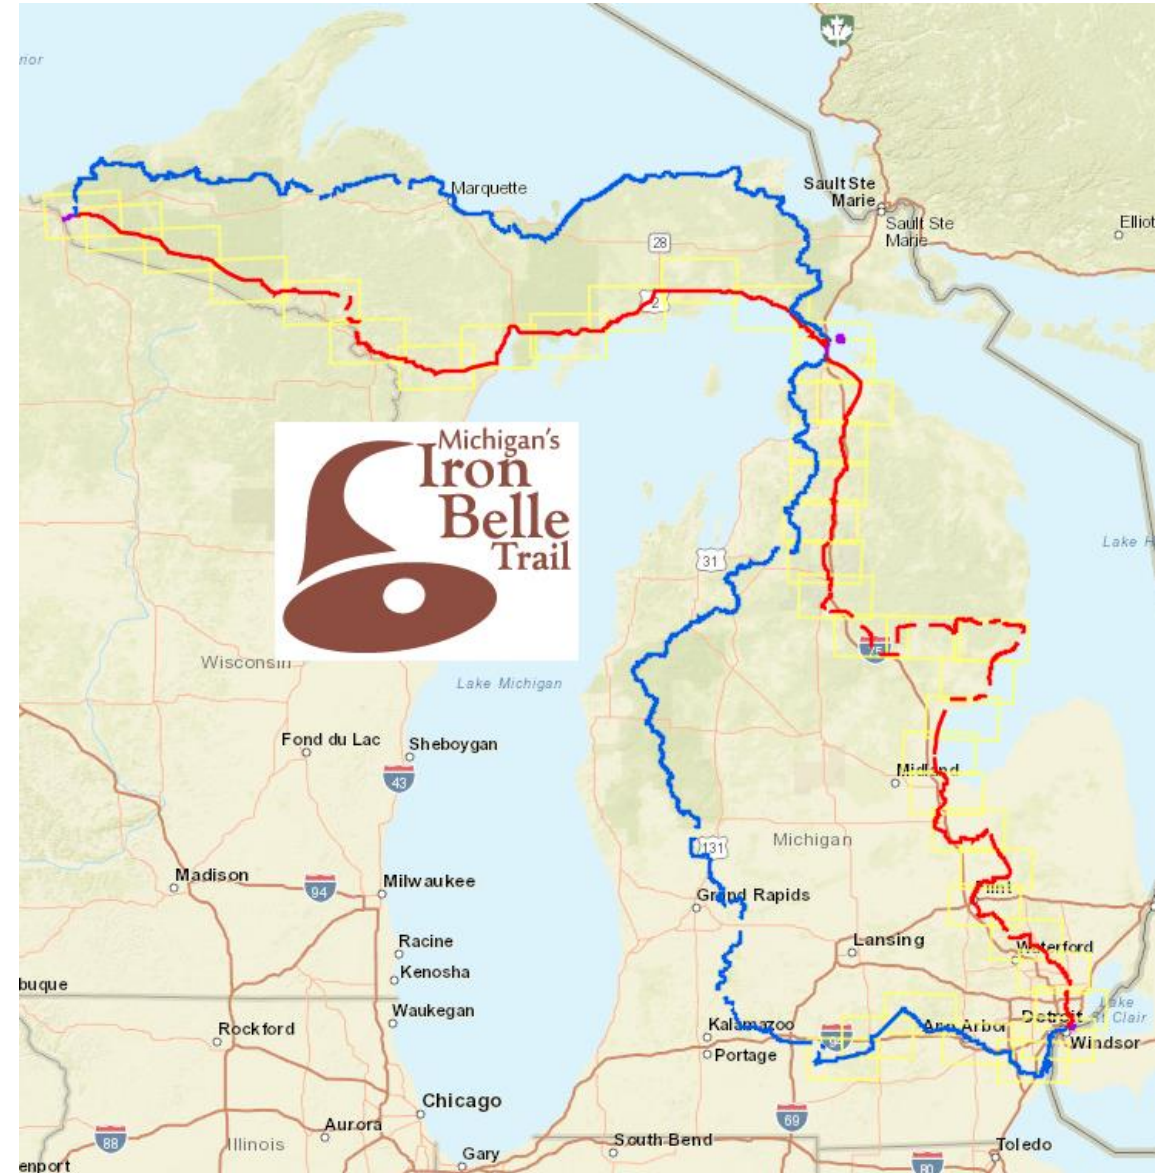 rior
17
Marquette
Sault Ste
Marie
Sault Ste
Marie
Elliot
28
2
Michigan's
Iron
Belle
Trail
31
Lake H
75
Wisconsin
Lake Michigan
Fond du Lac
Sheboygan
43
Midland
Michigan
131
Madison
94
Milwaukee
Grand Rapids
Flint
Racine
Lansing
Waterford
Kenosha
buque
Waukegan
Lake
St Clair
Rockford
Kalamazoo
94
Ann Arbor
Detroit
Windsor
Portage
Chicago
Aurora
69
88
Illinois
South Bend
Toledo
Gary
80
enport